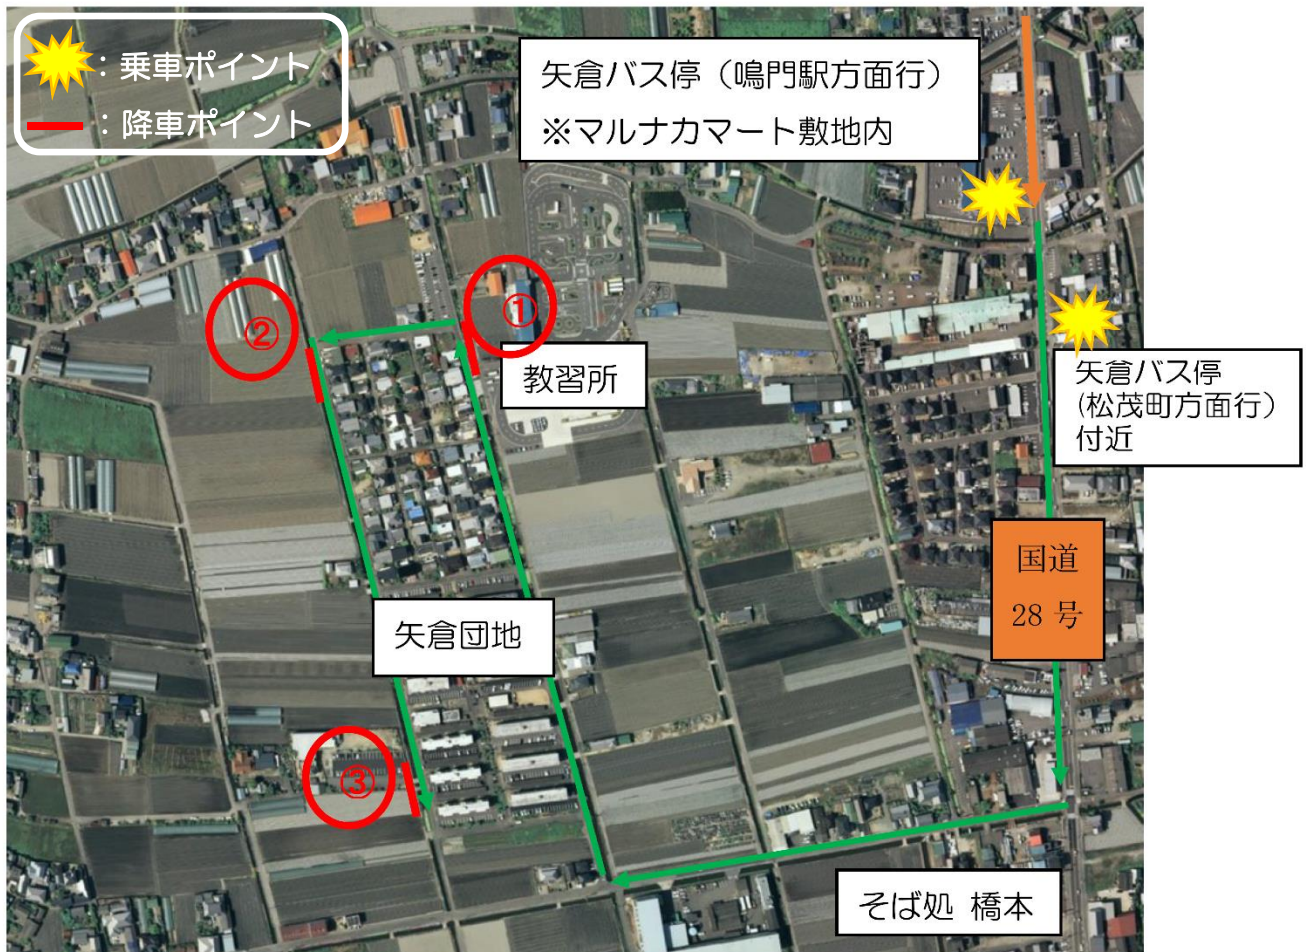 ：乗車ポイント
：降車ポイント
矢倉バス停（鳴門駅方面行）
※マルナカマート敷地内
①
②
教習所
矢倉バス停
(松茂町方面行）
付近
国道
28 号
矢倉団地
③
そば処 橋本